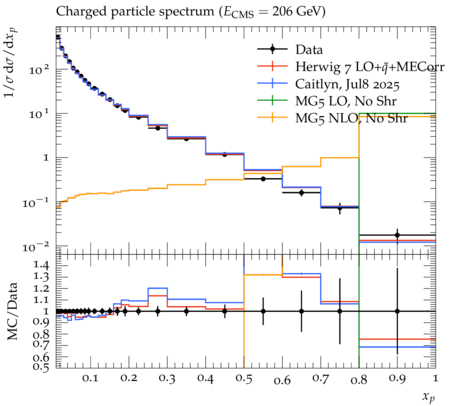 Charged particle spectrum (E_CMS = 206 GeV)
1/σ dσ/dx_p
10^2
10^1
1
10^−1
10^−2
Data
Herwig 7 LO+q̄+MECorr
Caitlyn, Jul8 2025
MG5 LO, No Shr
MG5 NLO, No Shr
MC/Data
1.4
1.3
1.2
1.1
1
0.9
0.8
0.7
0.6
0.5
0.1 0.2 0.3 0.4 0.5 0.6 0.7 0.8 0.9 1
x_p